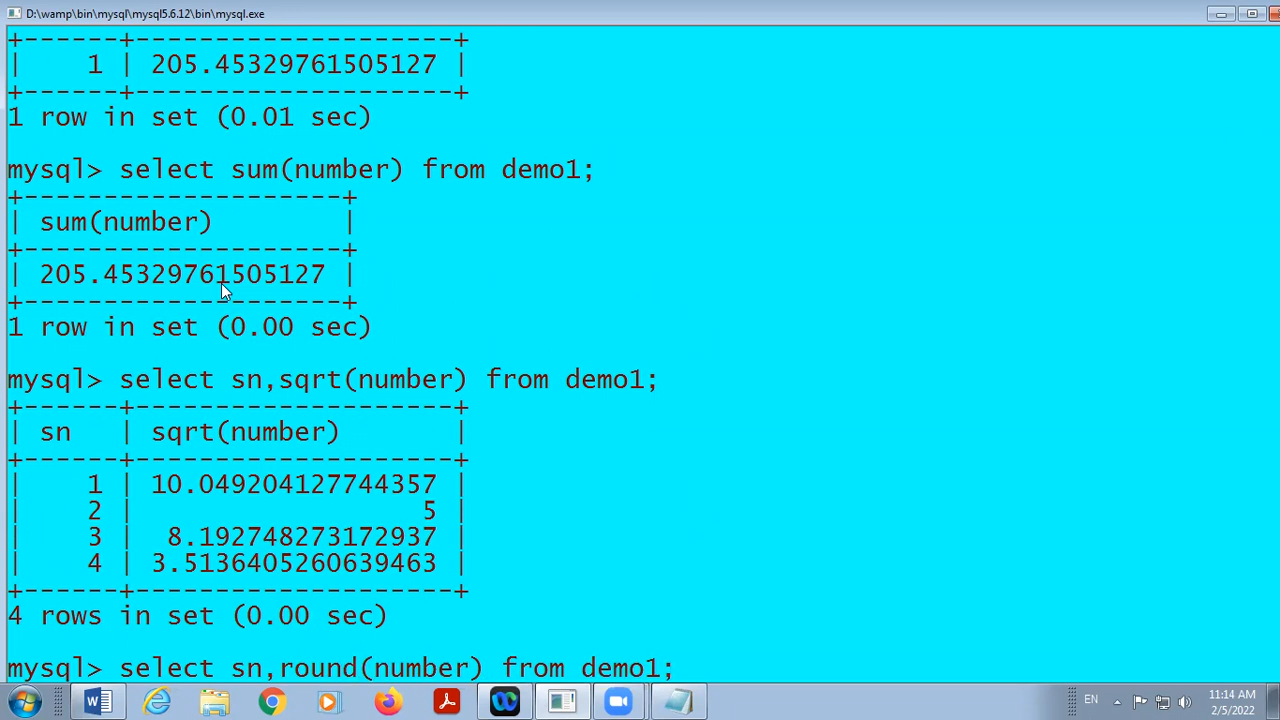 D:\wamp\bin\mysql\mysql5.6.12\bin\mysql.exe
+------+--------------------+
|    1 | 205.45329761505127 |
+------+--------------------+
1 row in set (0.01 sec)
mysql> select sum(number) from demo1;
+--------------------+
| sum(number)        |
+--------------------+
| 205.45329761505127 |
+--------------------+
1 row in set (0.00 sec)
mysql> select sn,sqrt(number) from demo1;
+------+--------------------+
| sn   | sqrt(number)       |
+------+--------------------+
|    1 | 10.049204127744357 |
|    2 |                5 |
|    3 |  8.192748273172937 |
|    4 | 3.5136405260639463 |
+------+--------------------+
4 rows in set (0.00 sec)
mysql> select sn,round(number) from demo1;
EN
11:14 AM
2/5/2022